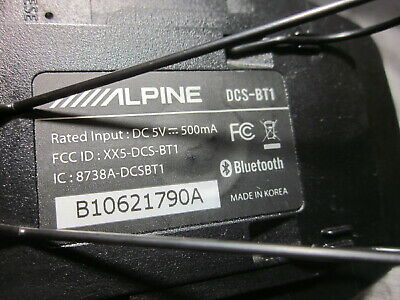 ALPINE DCS-BT1
Rated Input : DC 5V⎓500mA
FCC ID : XX5-DCS-BT1
IC : 8738A-DCSBT1
FC
Bluetooth
B10621790A
MADE IN KOREA